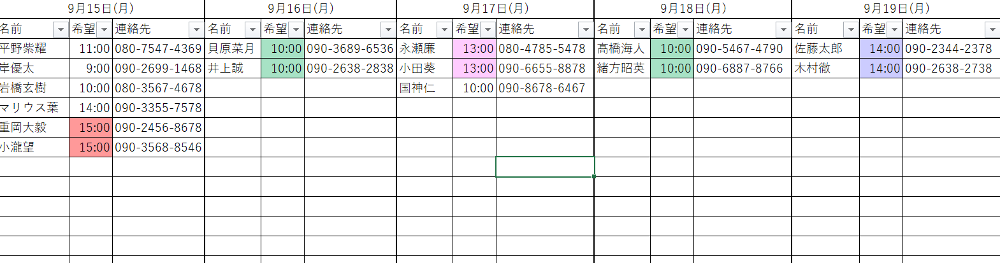 9月15日(月) 9月16日(月) 9月17日(月) 9月18日(月) 9月19日(月)
名前 希望 連絡先 名前 希望 連絡先 名前 希望 連絡先 名前 希望 連絡先 名前 希望 連絡先
平野紫耀 11:00 080-7547-4369 貝原菜月 10:00 090-3689-6536 永瀬廉 13:00 080-4785-5478 髙橋海人 10:00 090-5467-4790 佐藤太郎 14:00 090-2344-2378
岸優太 9:00 090-2699-1468 井上誠 10:00 090-2638-2838 小田葵 13:00 090-6655-8878 緒方昭英 10:00 090-6887-8766 木村徹 14:00 090-2638-2738
岩橋玄樹 10:00 080-3567-4678 国神仁 10:00 090-8678-6467
マリウス葉 14:00 090-3355-7578
重岡大毅 15:00 090-2456-8678
小瀧望 15:00 090-3568-8546